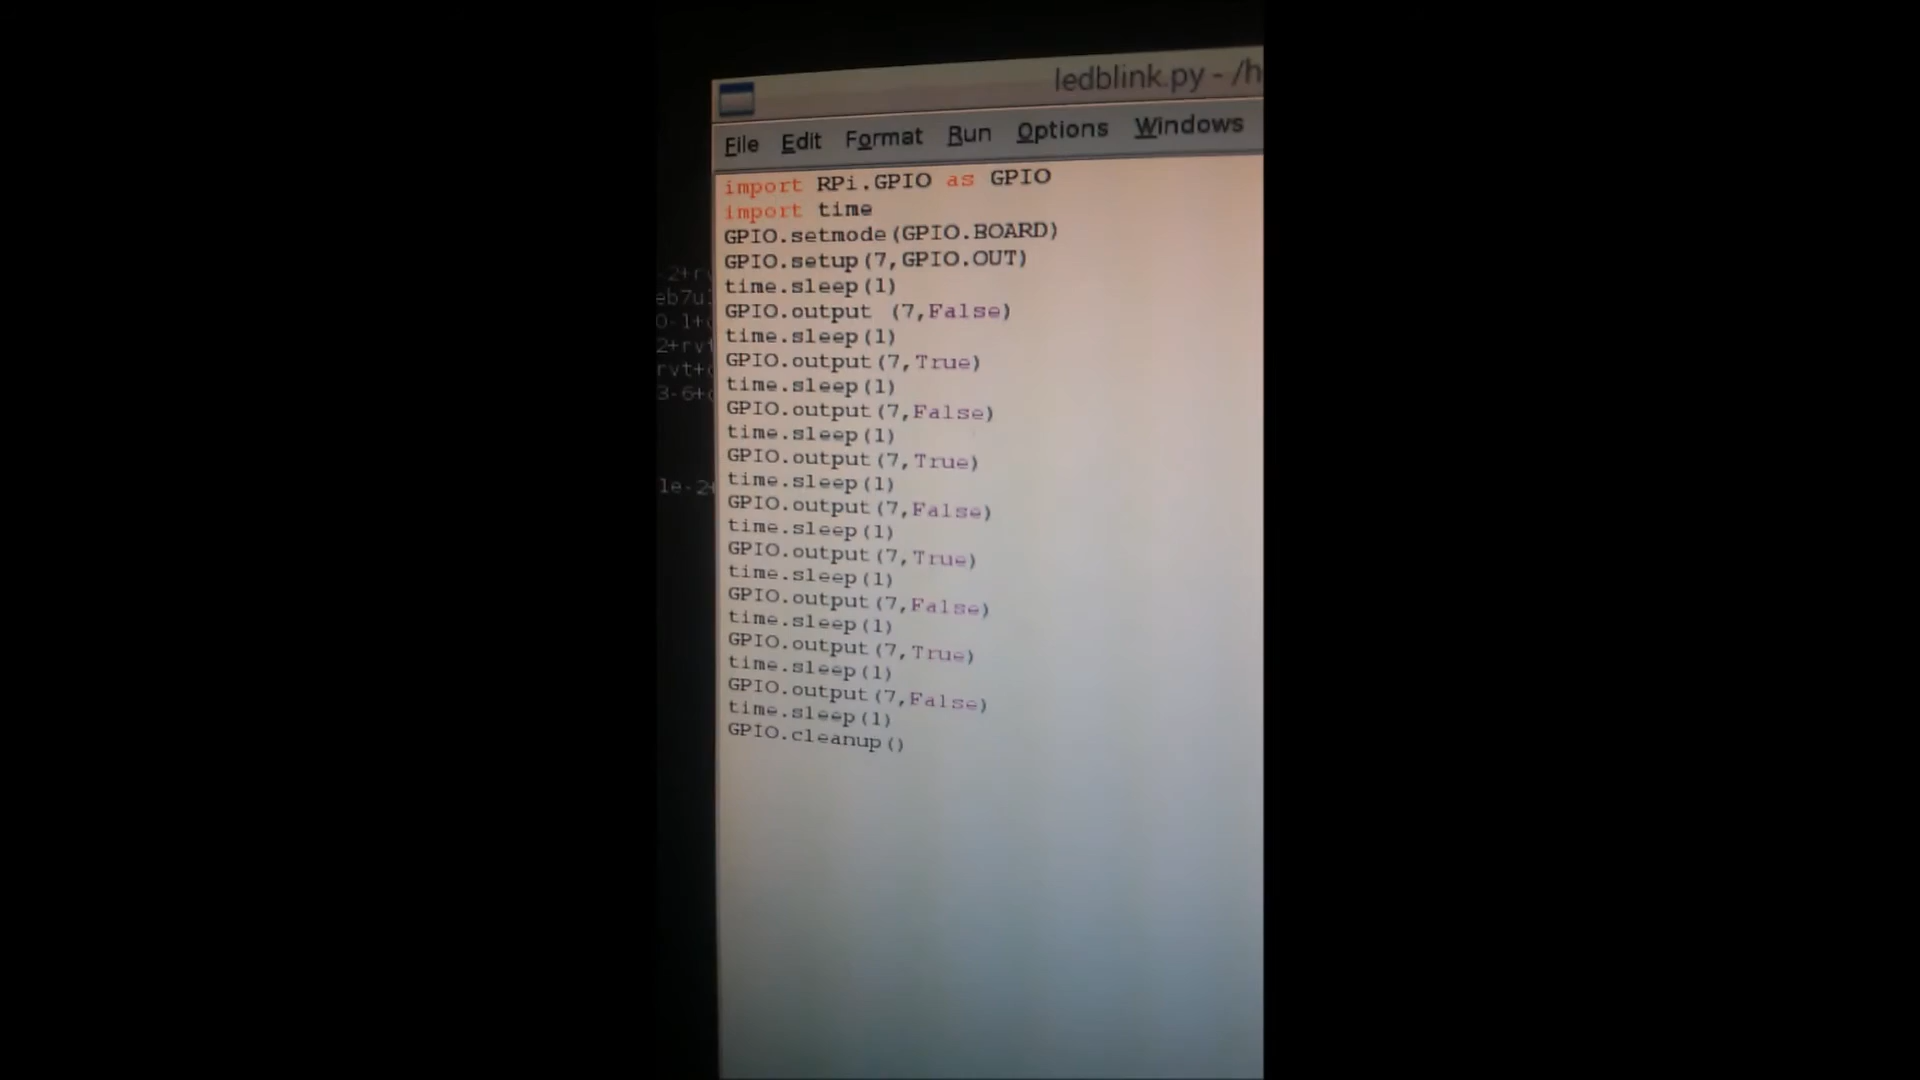 ledblink.py - /h
File Edit Format Run Options Windows
import RPi.GPIO as GPIO
import time
GPIO.setmode(GPIO.BOARD)
GPIO.setup(7,GPIO.OUT)
time.sleep(1)
GPIO.output (7,False)
time.sleep(1)
GPIO.output(7,True)
time.sleep(1)
GPIO.output(7,False)
time.sleep(1)
GPIO.output(7,True)
time.sleep(1)
GPIO.output(7,False)
time.sleep(1)
GPIO.output(7,True)
time.sleep(1)
GPIO.output(7,False)
time.sleep(1)
GPIO.output(7,True)
time.sleep(1)
GPIO.output(7,False)
time.sleep(1)
GPIO.cleanup()